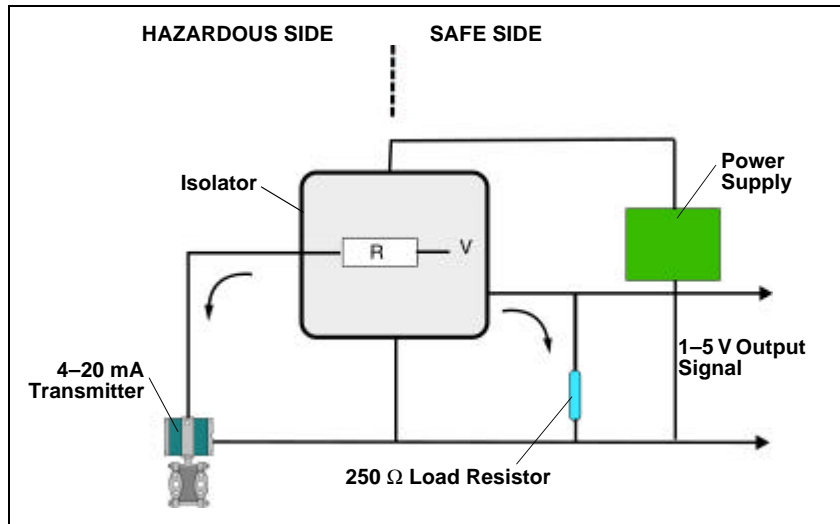 HAZARDOUS SIDE
SAFE SIDE
Isolator
Power
Supply
R
V
4–20 mA
Transmitter
1–5 V Output
Signal
250 Ω Load Resistor